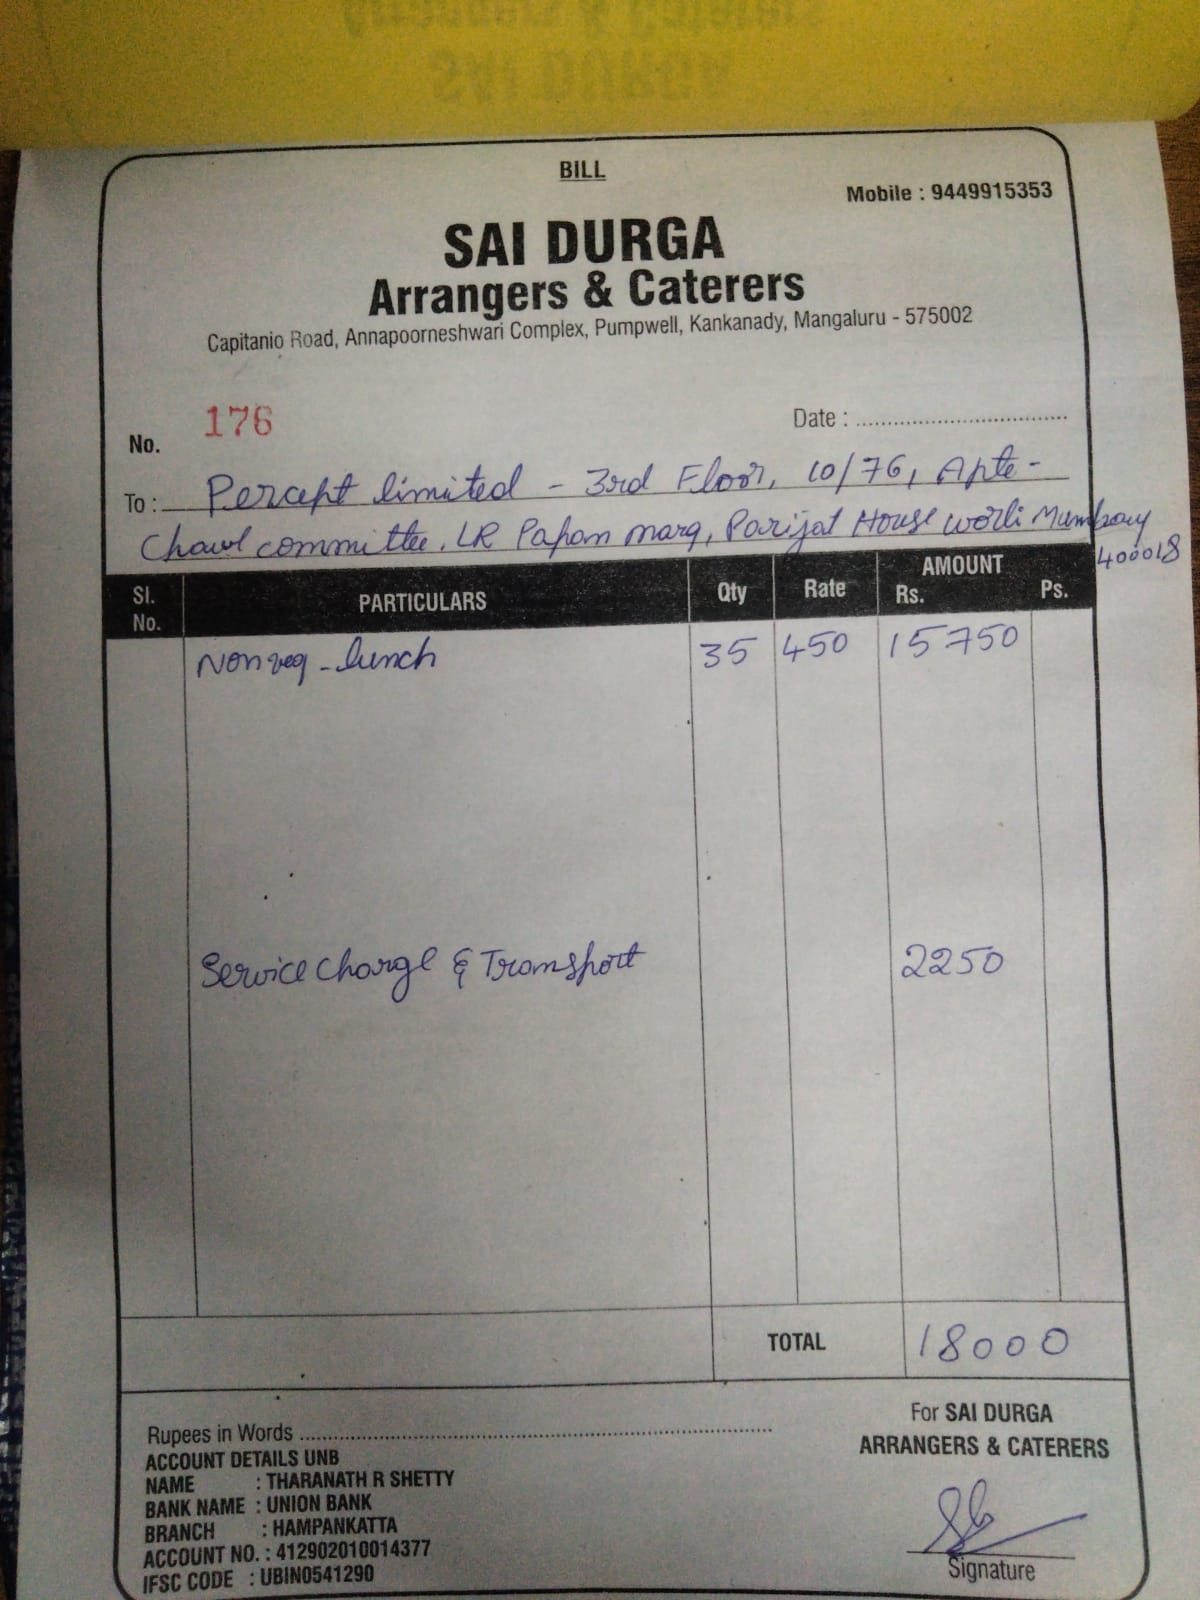 BILL
Mobile : 9449915353
SAI DURGA
Arrangers & Caterers
Capitanio Road, Annapoorneshwari Complex, Pumpwell, Kankanady, Mangaluru - 575002
No. 176
Date :
To : Percept limited - 3rd Floor, 10/76, Apte-
Chawl committee, LR Papan marg, Parijat House worli Mumbay
400018
Sl. No. PARTICULARS Qty Rate AMOUNT Rs. Ps.
Nonveg - lunch 35 450 15750
Service Charge & Transport 2250
TOTAL 18000
Rupees in Words
For SAI DURGA
ARRANGERS & CATERERS
ACCOUNT DETAILS UNB
NAME : THARANATH R SHETTY
BANK NAME : UNION BANK
BRANCH : HAMPANKATTA
ACCOUNT NO. : 412902010014377
IFSC CODE : UBIN0541290
Signature